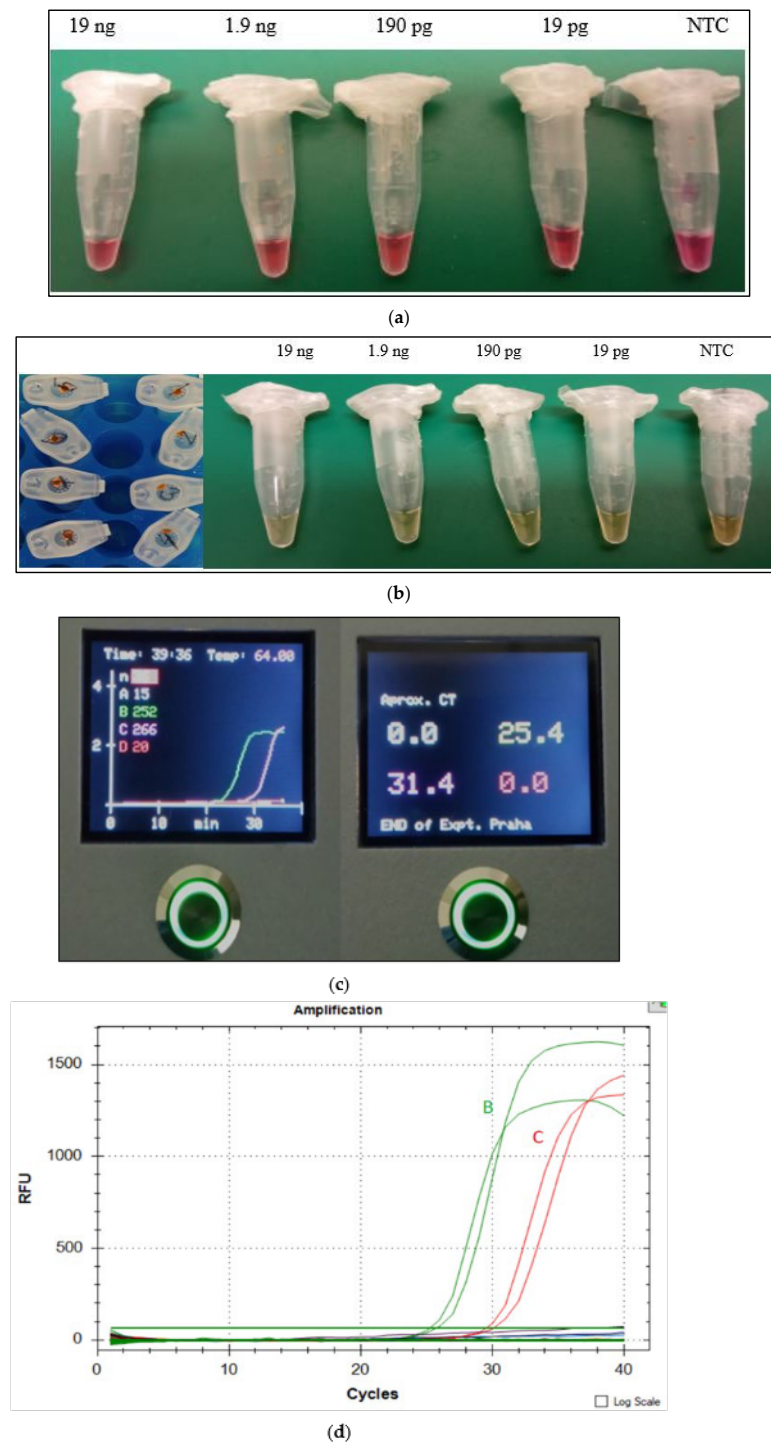 19 ng 1.9 ng 190 pg 19 pg NTC
(a)
19 ng 1.9 ng 190 pg 19 pg NTC
(b)
Time: 39:36 Temp: 64.00
n
4
A 15
B 252
C 266
2
D 20
0 10 min 30
Aprox. CT
0.0 25.4
31.4 0.0
END of Expt. Praha
(c)
Amplification
1500
B
C
1000
RFU
500
0
0 10 20 30 40
Cycles
Log Scale
(d)